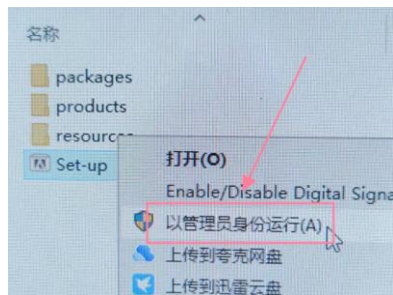 名称
packages
products
resources
Set-up
打开(O)
Enable/Disable Digital Signa
以管理员身份运行(A)
上传到夸克网盘
上传到迅雷云盘